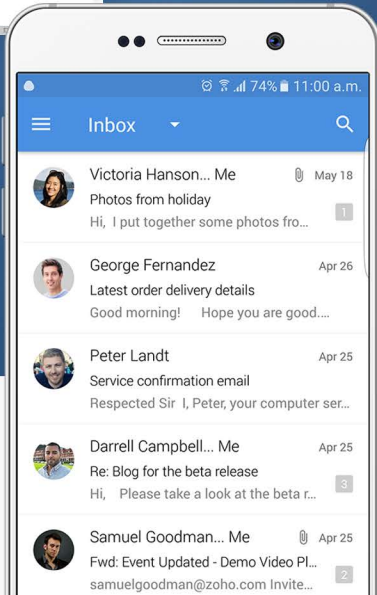 74% 11:00 a.m.
Inbox
Victoria Hanson... Me May 18
Photos from holiday
Hi, I put together some photos fro... 1
George Fernandez Apr 26
Latest order delivery details
Good morning! Hope you are good....
Peter Landt Apr 25
Service confirmation email
Respected Sir I, Peter, your computer ser...
Darrell Campbell... Me Apr 25
Re: Blog for the beta release
Hi, Please take a look at the beta r... 3
Samuel Goodman... Me Apr 25
Fwd: Event Updated - Demo Video Pl...
samuelgoodman@zoho.com Invite... 2